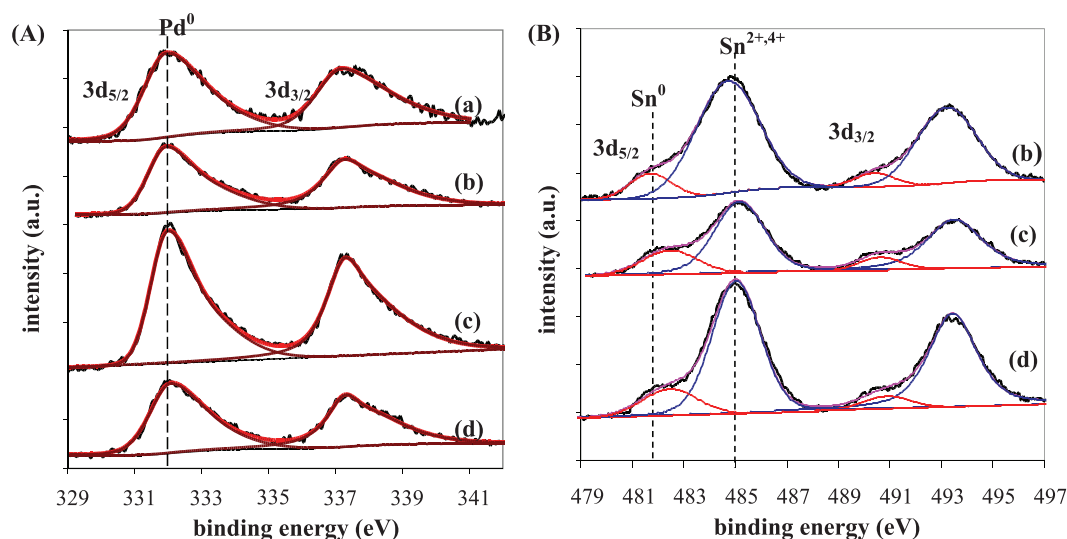 (A)
Pd0
3d5/2
3d3/2
(a)
(b)
(c)
(d)
intensity (a.u.)
329 331 333 335 337 339 341
binding energy (eV)
(B)
Sn2+,4+
Sn0
3d5/2
3d3/2
(b)
(c)
(d)
intensity (a.u.)
479 481 483 485 487 489 491 493 495 497
binding energy (eV)